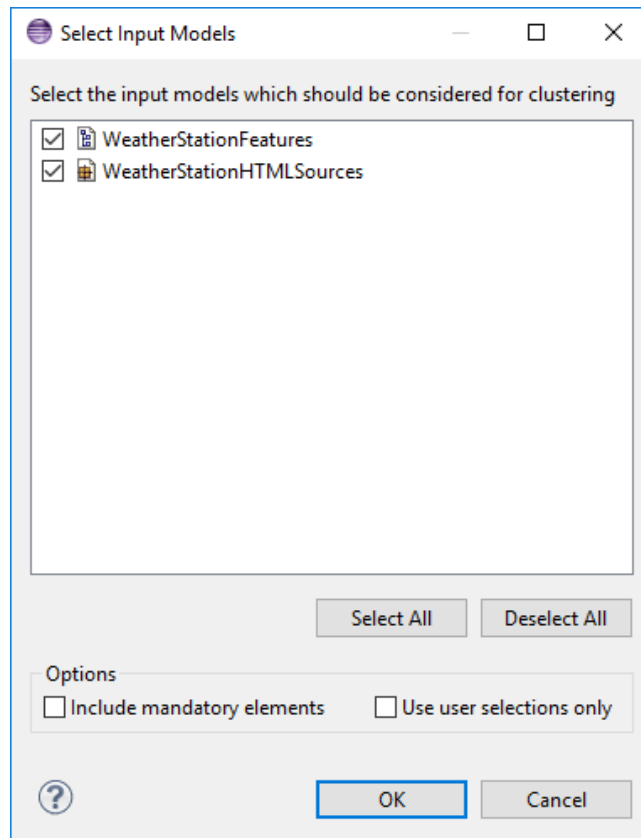 Select Input Models
Select the input models which should be considered for clustering
WeatherStationFeatures
WeatherStationHTMLSources
Select All Deselect All
Options
Include mandatory elements Use user selections only
? OK Cancel